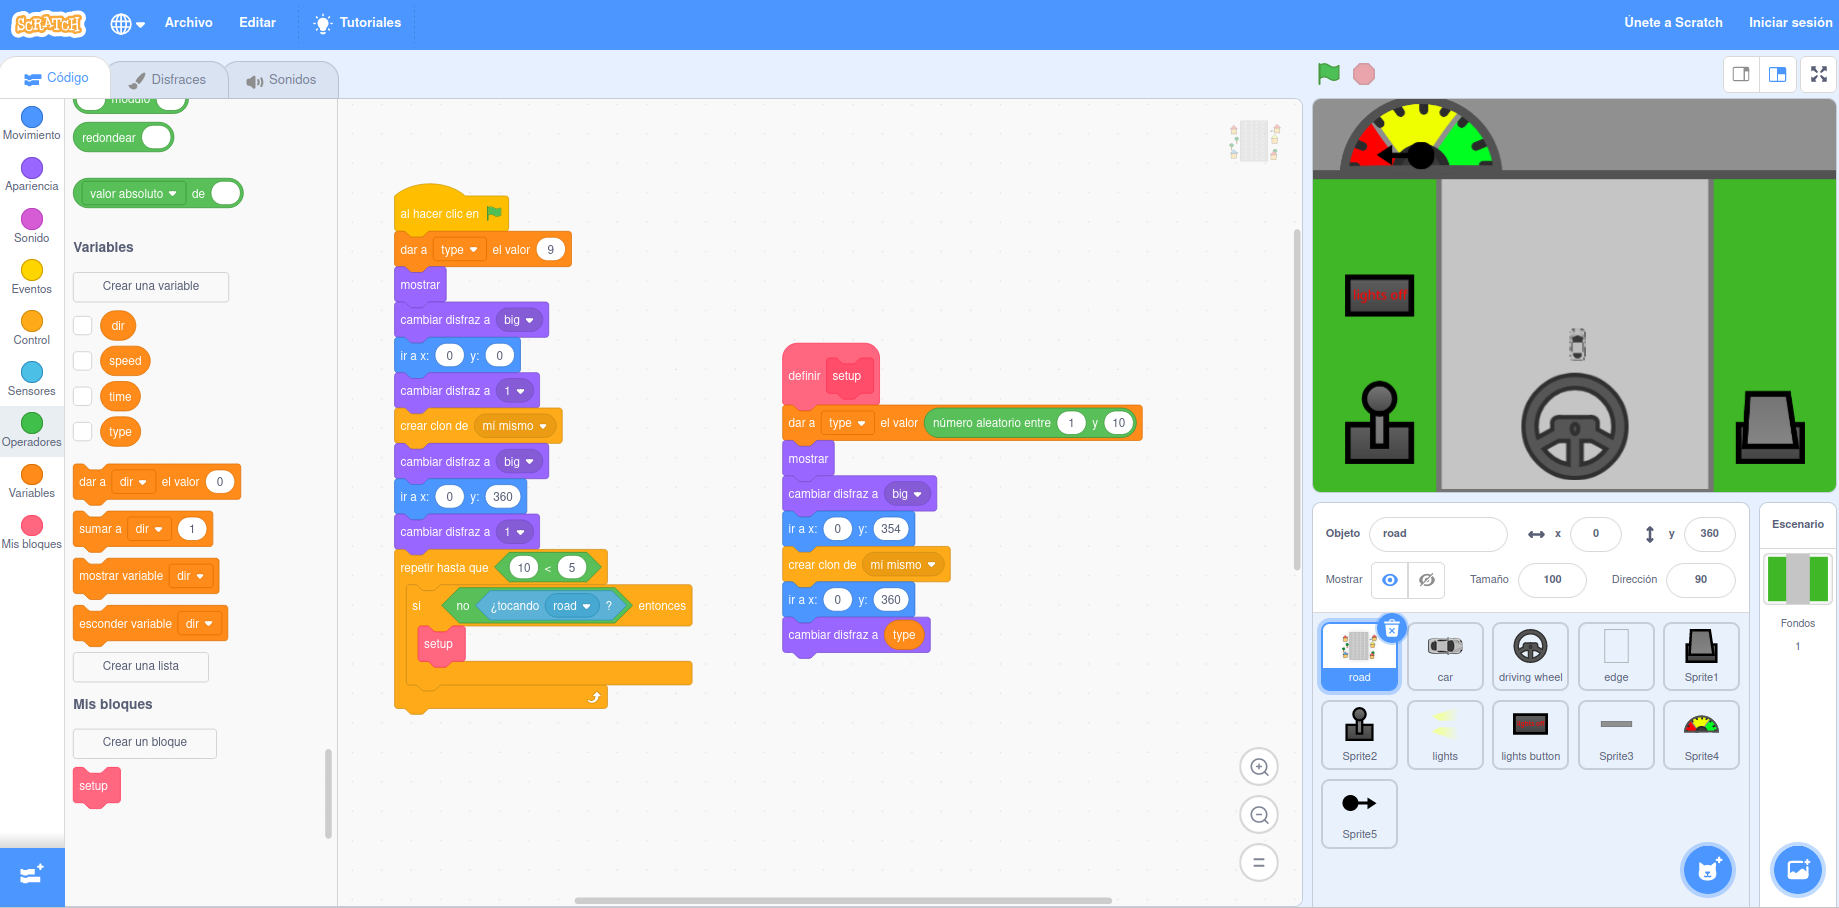 SCRATCH
Archivo
Editar
Tutoriales
Únete a Scratch
Iniciar sesión
Código
Disfraces
Sonidos
Movimiento
Apariencia
Sonido
Eventos
Control
Sensores
Operadores
Variables
Mis bloques
módulo
redondear
valor absoluto de
Variables
Crear una variable
dir
speed
time
type
dar a dir el valor 0
sumar a dir 1
mostrar variable dir
esconder variable dir
Crear una lista
Mis bloques
Crear un bloque
setup
al hacer clic en
dar a type el valor 9
mostrar
cambiar disfraz a big
ir a x: 0 y: 0
cambiar disfraz a 1
crear clon de mí mismo
cambiar disfraz a big
ir a x: 0 y: 360
cambiar disfraz a 1
repetir hasta que 10 < 5
si no ¿tocando road ? entonces
setup
definir setup
dar a type el valor número aleatorio entre 1 y 10
mostrar
cambiar disfraz a big
ir a x: 0 y: 354
crear clon de mí mismo
ir a x: 0 y: 360
cambiar disfraz a type
lights off
Objeto road x 0 y 360
Mostrar Tamaño 100 Dirección 90
road
car
driving wheel
edge
Sprite1
Sprite2
lights
lights button
Sprite3
Sprite4
Sprite5
Escenario
Fondos
1